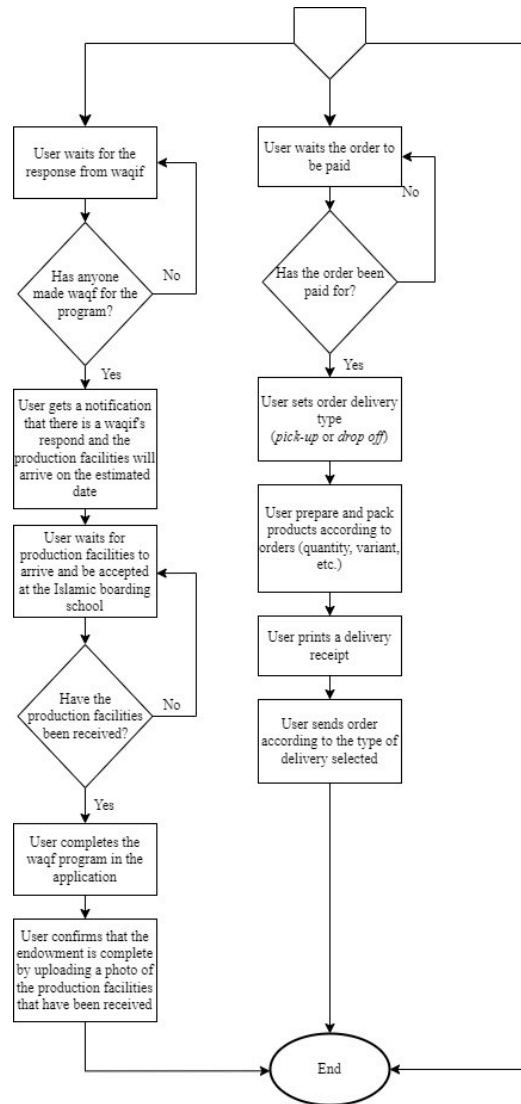 User waits for the
response from waqif
No
Has anyone
made waqf for the
program?
Yes
User gets a notification
that there is a waqif's
respond and the
production facilities will
arrive on the estimated
date
User waits for
production facilities to
arrive and be accepted
at the Islamic boarding
school
No
Have the
production facilities
been received?
Yes
User completes the
waqf program in the
application
User confirms that the
endowment is complete
by uploading a photo of
the production facilities
that have been received
User waits the order to
be paid
No
Has the order been
paid for?
Yes
User sets order delivery
type
(pick-up or drop off)
User prepare and pack
products according to
orders (quantity, variant,
etc.)
User prints a delivery
receipt
User sends order
according to the type of
delivery selected
End